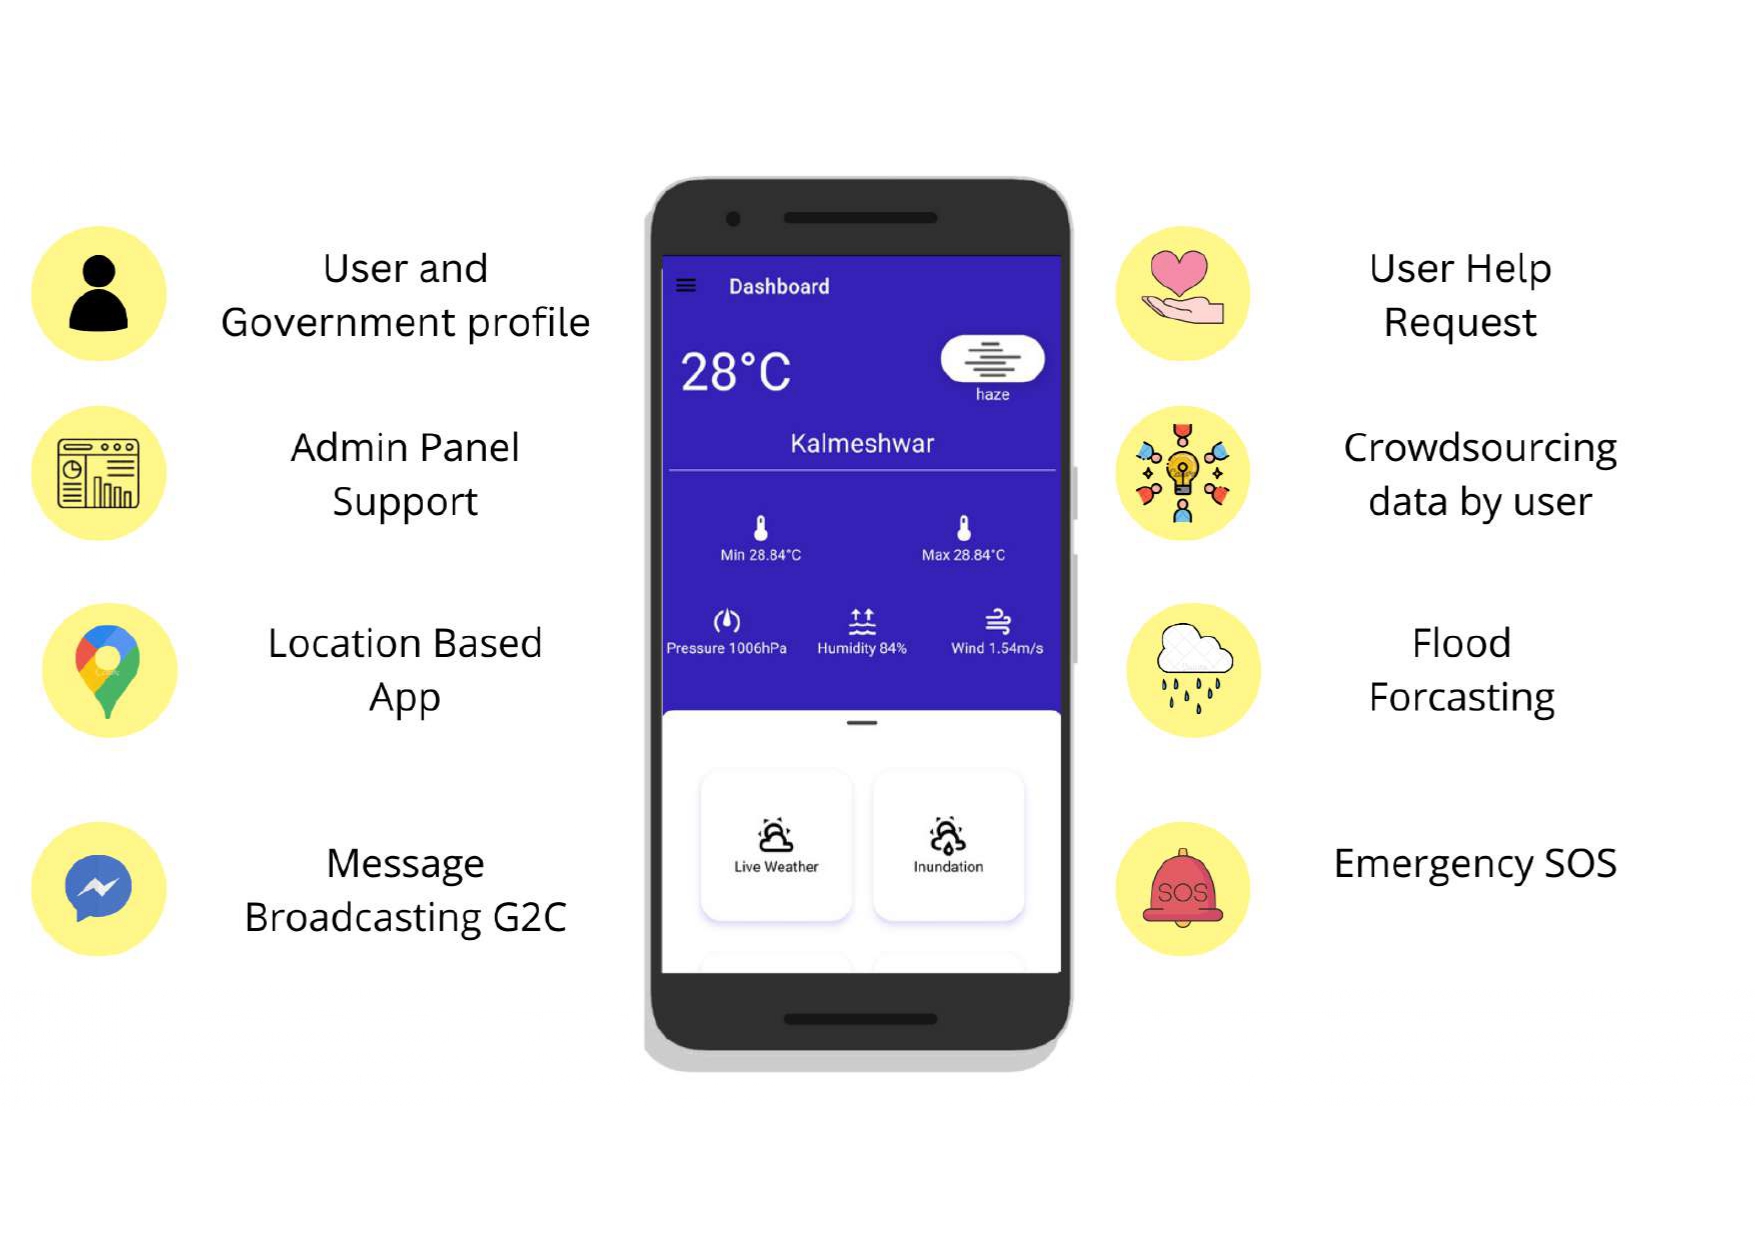 User and
Government profile
Admin Panel
Support
Location Based
App
Message
Broadcasting G2C
Dashboard
28°C
haze
Kalmeshwar
Min 28.84°C
Max 28.84°C
Pressure 1006hPa
Humidity 84%
Wind 1.54m/s
Live Weather
Inundation
User Help
Request
Crowdsourcing
data by user
Flood
Forcasting
SOS
Emergency SOS